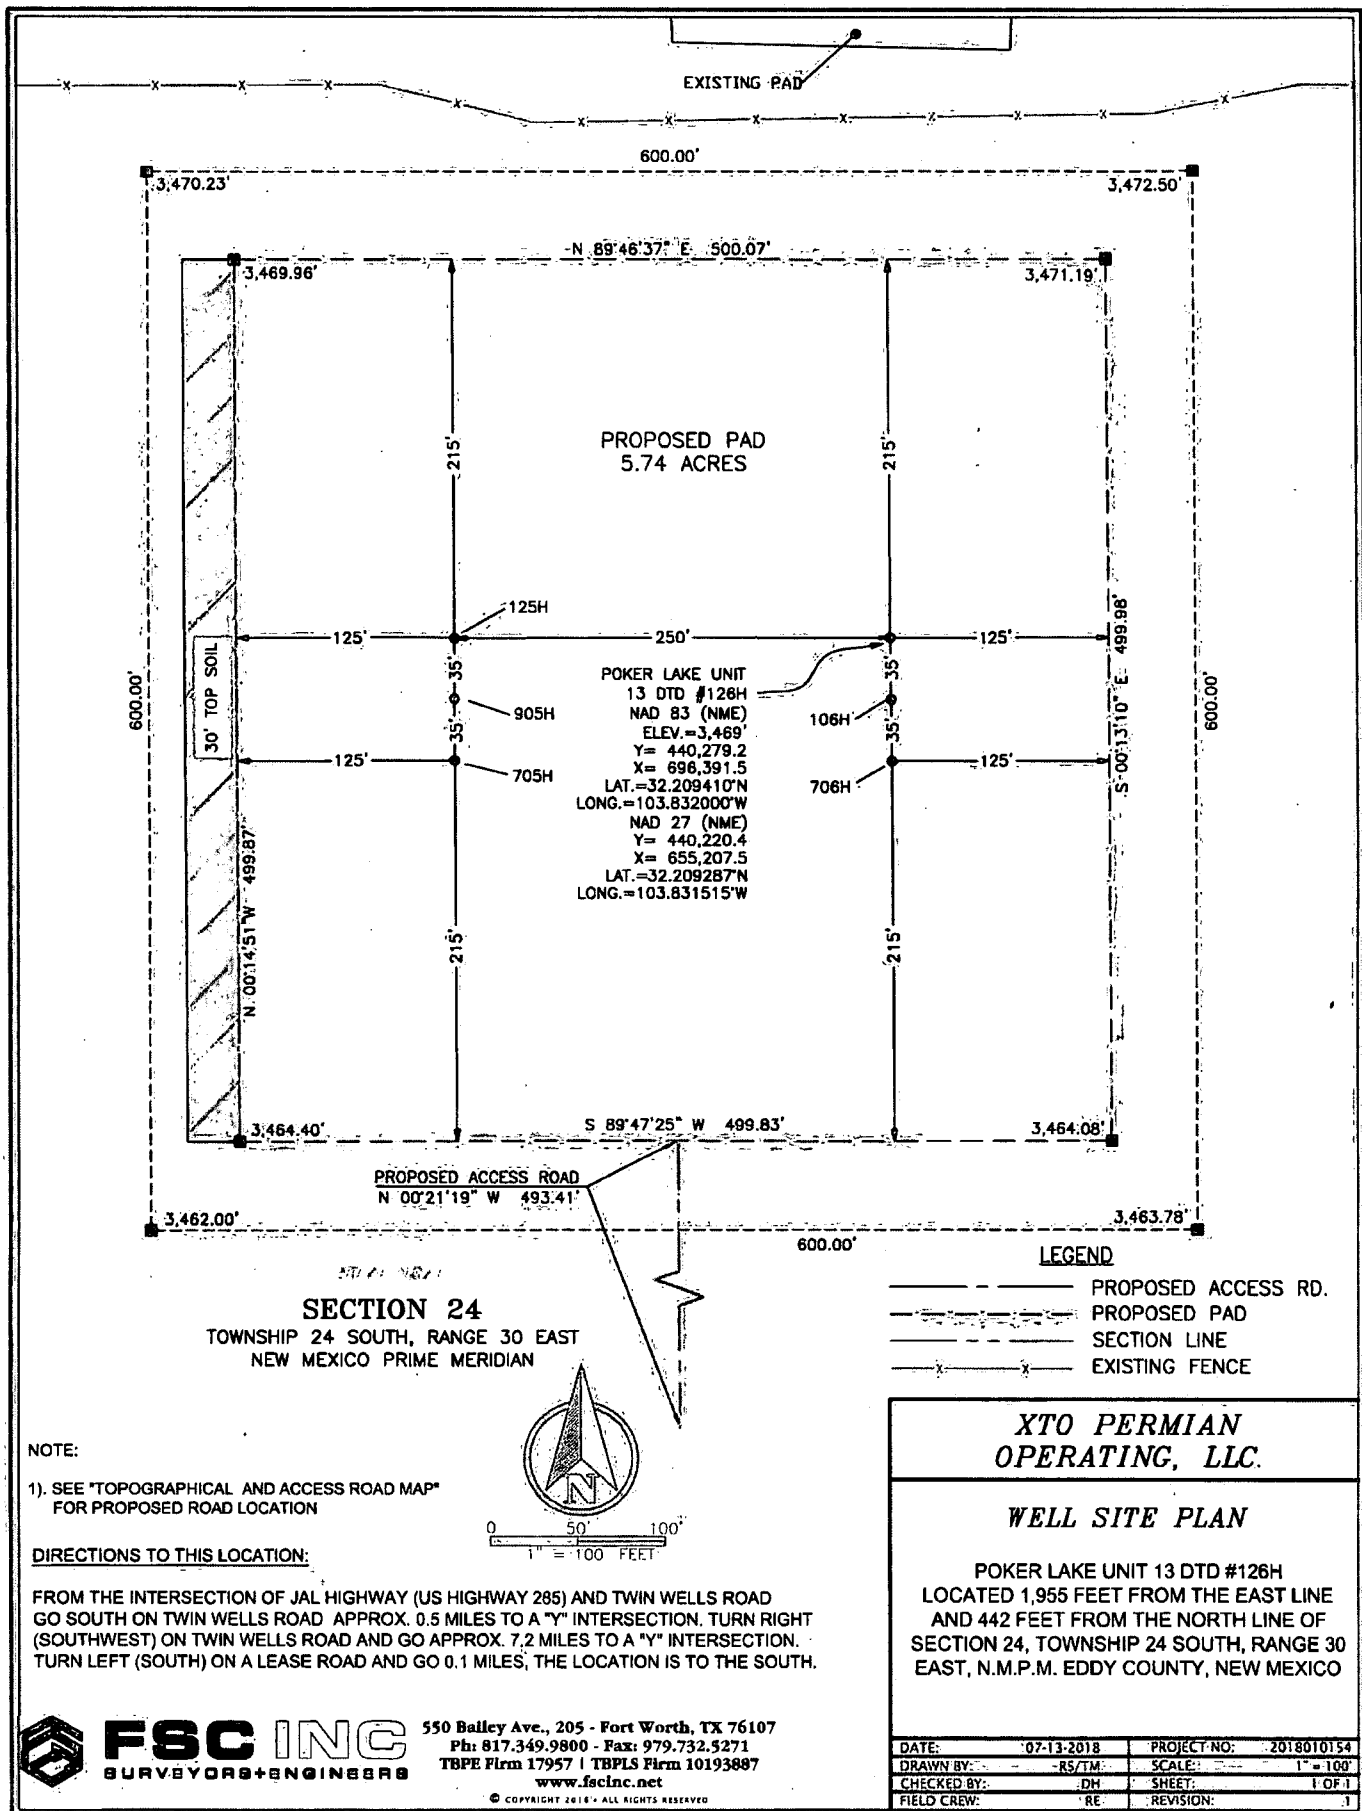 EXISTING PAD
600.00'
3,470.23'
3,472.50'
N 89°46'37" E 500.07'
3,469.96'
3,471.19'
215'
215'
PROPOSED PAD
5.74 ACRES
125H
125'
250'
125'
35'
35'
30' TOP SOIL
600.00'
600.00'
S 00°13'10" E 499.98'
905H
106H
35'
35'
125'
125'
705H
706H
POKER LAKE UNIT
13 DTD #126H
NAD 83 (NME)
ELEV.=3,469'
Y= 440,279.2
X= 696,391.5
LAT.=32.209410°N
LONG.=103.832000°W
NAD 27 (NME)
Y= 440,220.4
X= 655,207.5
LAT.=32.209287°N
LONG.=103.831515°W
N 00°14'51" W 499.87'
215'
215'
3,464.40'
S 89°47'25" W 499.83'
3,464.08'
PROPOSED ACCESS ROAD
N 00°21'19" W 493.41'
3,462.00'
3,463.78'
600.00'
SECTION 24
TOWNSHIP 24 SOUTH, RANGE 30 EAST
NEW MEXICO PRIME MERIDIAN
LEGEND
PROPOSED ACCESS RD.
PROPOSED PAD
SECTION LINE
EXISTING FENCE
N
0 50' 100'
1" = 100 FEET
NOTE:
1). SEE "TOPOGRAPHICAL AND ACCESS ROAD MAP"
FOR PROPOSED ROAD LOCATION
DIRECTIONS TO THIS LOCATION:
FROM THE INTERSECTION OF JAL HIGHWAY (US HIGHWAY 285) AND TWIN WELLS ROAD
GO SOUTH ON TWIN WELLS ROAD APPROX. 0.5 MILES TO A "Y" INTERSECTION. TURN RIGHT
(SOUTHWEST) ON TWIN WELLS ROAD AND GO APPROX. 7.2 MILES TO A "Y" INTERSECTION.
TURN LEFT (SOUTH) ON A LEASE ROAD AND GO 0.1 MILES, THE LOCATION IS TO THE SOUTH.
XTO PERMIAN
OPERATING, LLC.
WELL SITE PLAN
POKER LAKE UNIT 13 DTD #126H
LOCATED 1,955 FEET FROM THE EAST LINE
AND 442 FEET FROM THE NORTH LINE OF
SECTION 24, TOWNSHIP 24 SOUTH, RANGE 30
EAST, N.M.P.M. EDDY COUNTY, NEW MEXICO
FSC INC
SURVEYORS+ENGINEERS
550 Bailey Ave., 205 - Fort Worth, TX 76107
Ph: 817.349.9800 - Fax: 979.732.5271
TBPE Firm 17957 | TBPLS Firm 10193887
www.fscinc.net
© COPYRIGHT 2016 - ALL RIGHTS RESERVED
DATE: 07-13-2018 PROJECT NO: 2018010154
DRAWN BY: RS/TM SCALE: 1" = 100'
CHECKED BY: DH SHEET: 1 OF 1
FIELD CREW: RE REVISION: 1